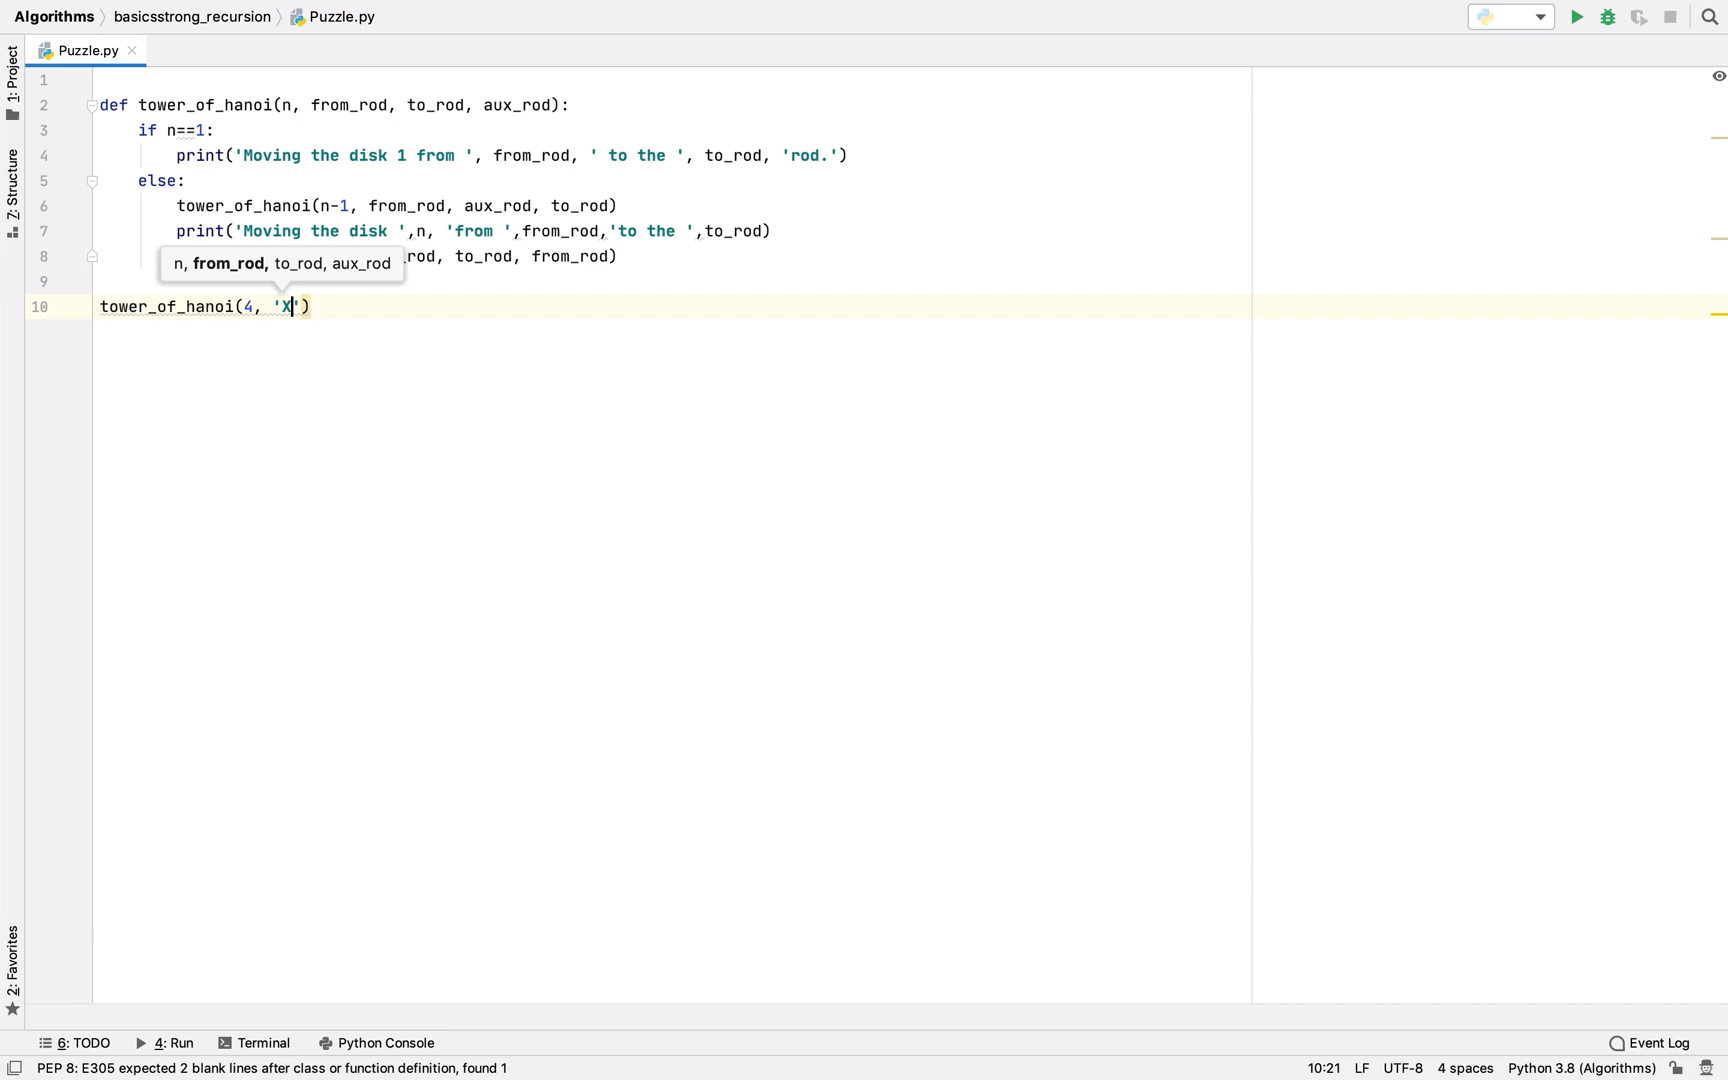 Algorithms basicsstrong_recursion Puzzle.py
Puzzle.py
1: Project
7: Structure
2: Favorites
1
2 def tower_of_hanoi(n, from_rod, to_rod, aux_rod):
3 if n==1:
4 print('Moving the disk 1 from ', from_rod, ' to the ', to_rod, 'rod.')
5 else:
6 tower_of_hanoi(n-1, from_rod, aux_rod, to_rod)
7 print('Moving the disk ',n, 'from ',from_rod,'to the ',to_rod)
8 _rod, to_rod, from_rod)
n, from_rod, to_rod, aux_rod
9
10 tower_of_hanoi(4, 'X')
6: TODO 4: Run Terminal Python Console Event Log
PEP 8: E305 expected 2 blank lines after class or function definition, found 1 10:21 LF UTF-8 4 spaces Python 3.8 (Algorithms)